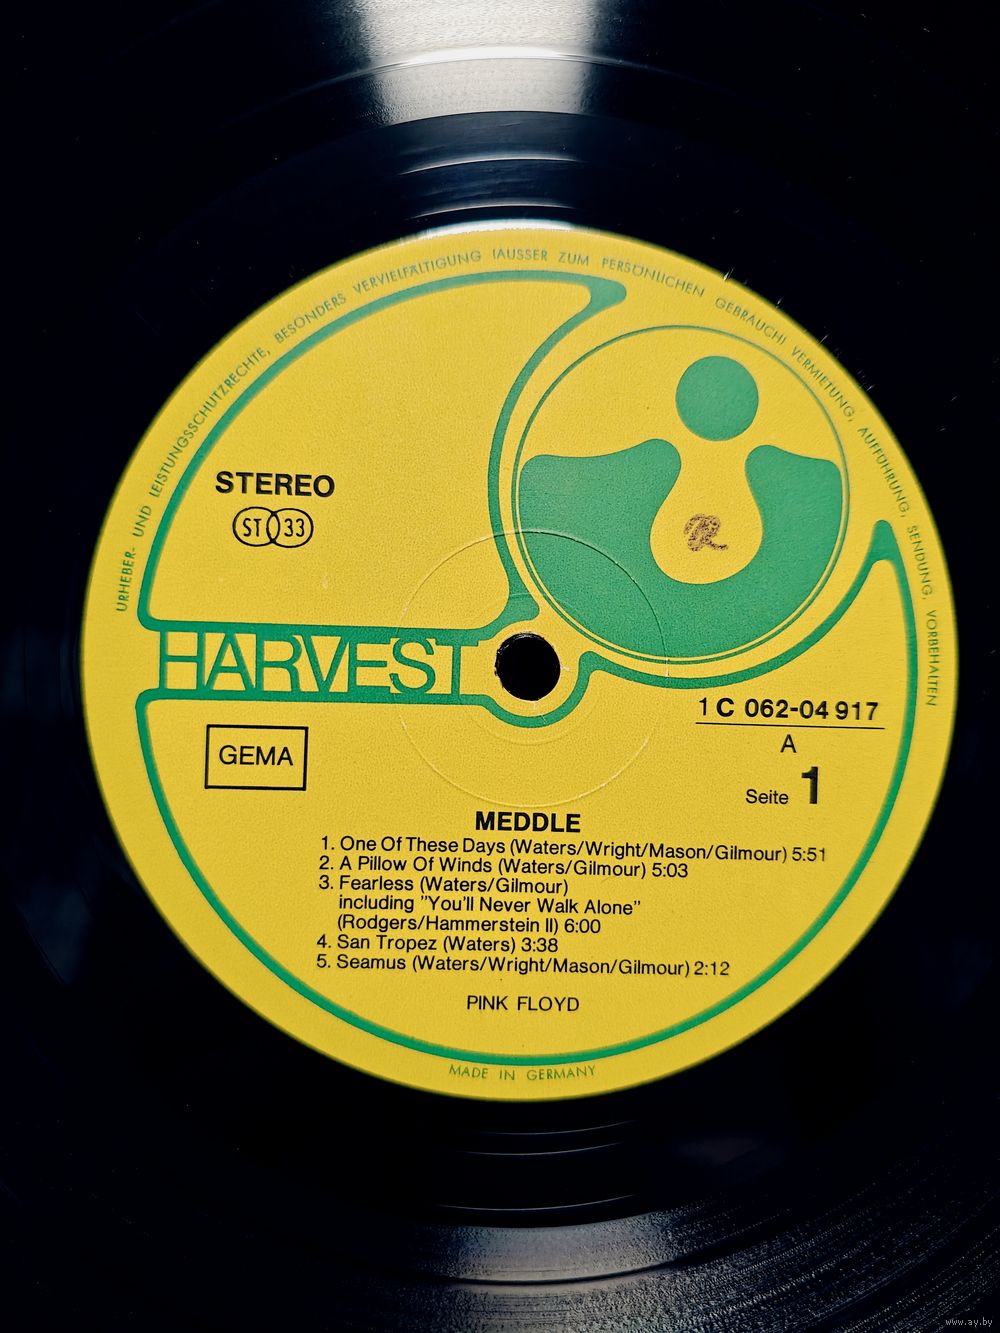 URHEBER- UND LEISTUNGSSCHUTZRECHTE, BESONDERS VERVIELFÄLTIGUNG (AUSSER ZUM PERSÖNLICHEN GEBRAUCH) VERMIETUNG, AUFFÜHRUNG, SENDUNG, VORBEHALTEN
STEREO
ST 33
R
HARVEST
1 C 062-04 917
A
Seite 1
GEMA
MEDDLE
1. One Of These Days (Waters/Wright/Mason/Gilmour) 5:51
2. A Pillow Of Winds (Waters/Gilmour) 5:03
3. Fearless (Waters/Gilmour)
including "You'll Never Walk Alone"
(Rodgers/Hammerstein II) 6:00
4. San Tropez (Waters) 3:38
5. Seamus (Waters/Wright/Mason/Gilmour) 2:12
PINK FLOYD
MADE IN GERMANY
www.ay.by